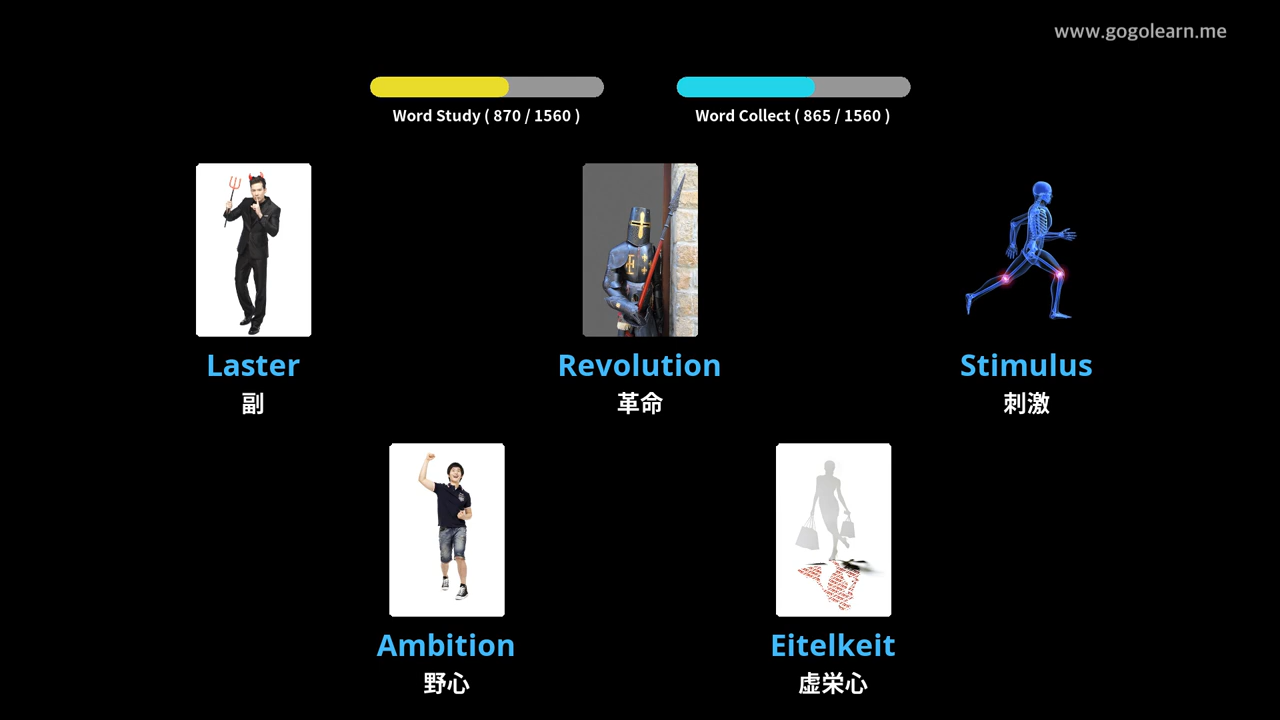 www.gogolearn.me
Word Study ( 870 / 1560 )
Word Collect ( 865 / 1560 )
Laster
副
Revolution
革命
Stimulus
刺激
Ambition
野心
Eitelkeit
虚栄心